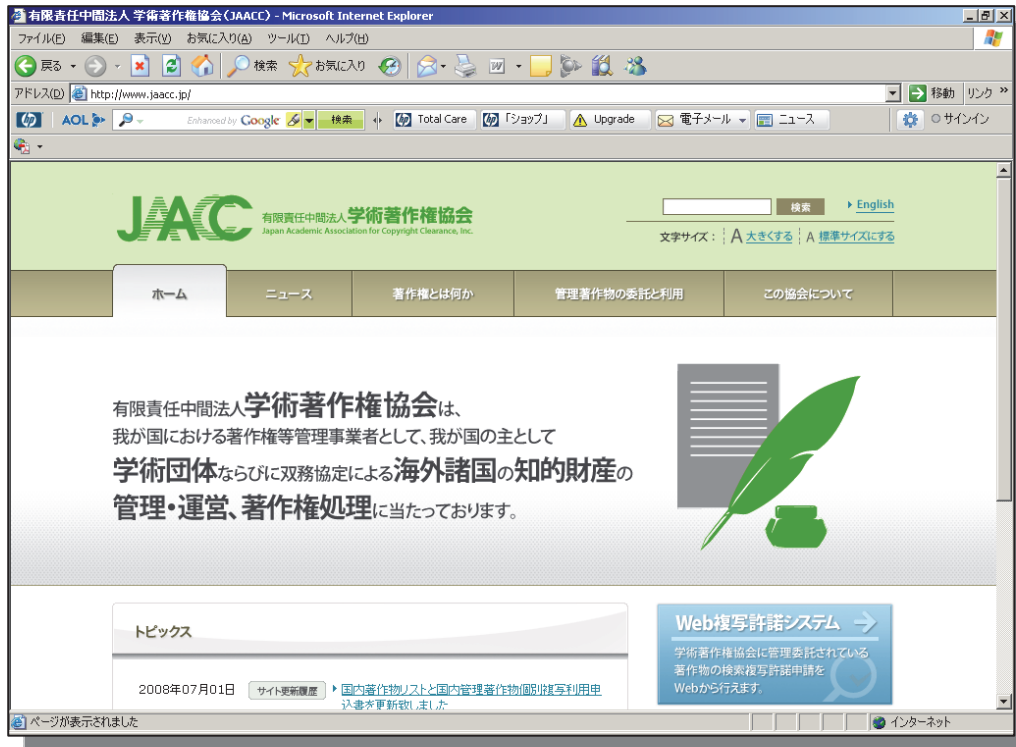 有限責任中間法人 学術著作権協会(JAACC) - Microsoft Internet Explorer
ファイル(F) 編集(E) 表示(V) お気に入り(A) ツール(T) ヘルプ(H)
戻る 検索 お気に入り
アドレス(D) http://www.jaacc.jp/ 移動 リンク »
hp AOL Enhanced by Google 検索 Total Care 「ショップ」 Upgrade 電子メール ニュース サインイン
JAACC 有限責任中間法人学術著作権協会
Japan Academic Association for Copyright Clearance, Inc.
検索 English
文字サイズ： A 大きくする A 標準サイズにする
ホーム ニュース 著作権とは何か 管理著作物の委託と利用 この協会について
有限責任中間法人学術著作権協会は、
我が国における著作権等管理事業者として、我が国の主として
学術団体ならびに双務協定による海外諸国の知的財産の
管理・運営、著作権処理に当たっております。
トピックス
2008年07月01日 サイト更新履歴 国内著作物リストと国内管理著作物個別複写利用申
込書を更新致しました
Web複写許諾システム
学術著作権協会に管理委託されている
著作物の検索複写許諾申請を
Webから行えます。
ページが表示されました インターネット